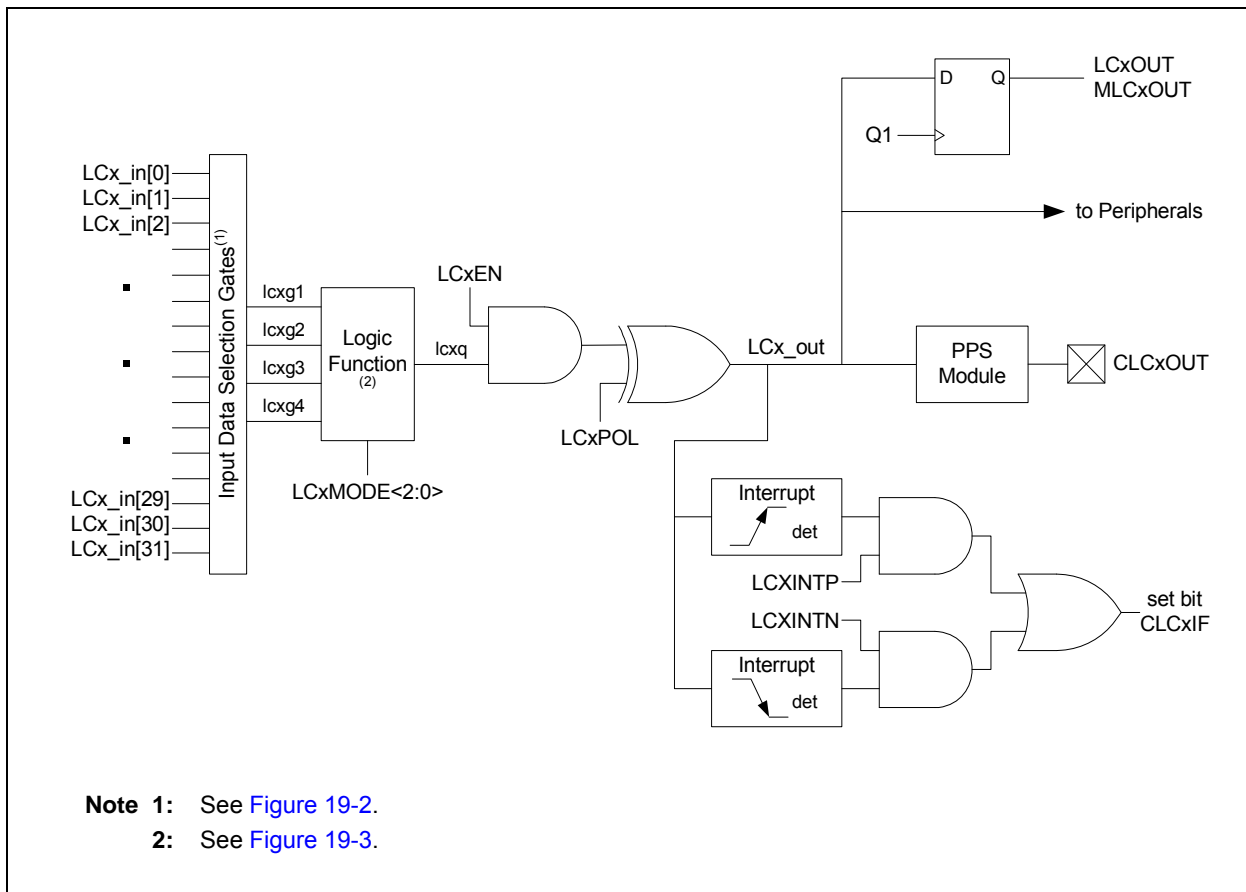 LCxOUT
MLCxOUT
D Q
Q1
to Peripherals
LCx_in[0]
LCx_in[1]
LCx_in[2]
LCx_in[29]
LCx_in[30]
LCx_in[31]
Input Data Selection Gates(1)
lcxg1
lcxg2
lcxg3
lcxg4
Logic
Function
(2)
LCxMODE<2:0>
lcxq
LCxEN
LCxPOL
LCx_out
PPS
Module
CLCxOUT
Interrupt
det
LCXINTP
LCXINTN
Interrupt
det
set bit
CLCxIF
Note 1: See Figure 19-2.
2: See Figure 19-3.